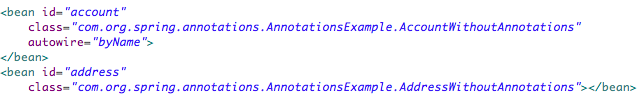 <bean id="account"
class="com.org.spring.annotations.AnnotationsExample.AccountWithoutAnnotations"
autowire="byName">
</bean>
<bean id="address"
class="com.org.spring.annotations.AnnotationsExample.AddressWithoutAnnotations"></bean>